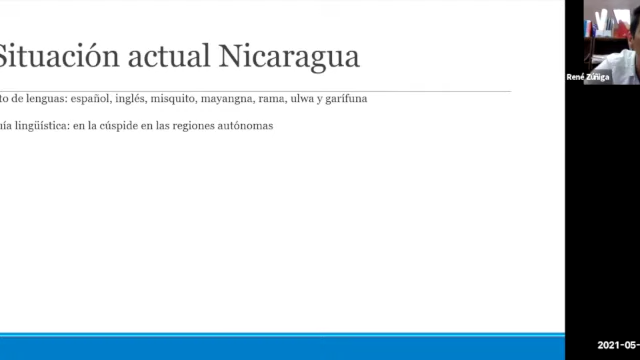 Situación actual Nicaragua
to de lenguas: español, inglés, misquito, mayangna, rama, ulwa y garífuna
uía lingüística: en la cúspide en las regiones autónomas
René Zúñiga
2021-05-